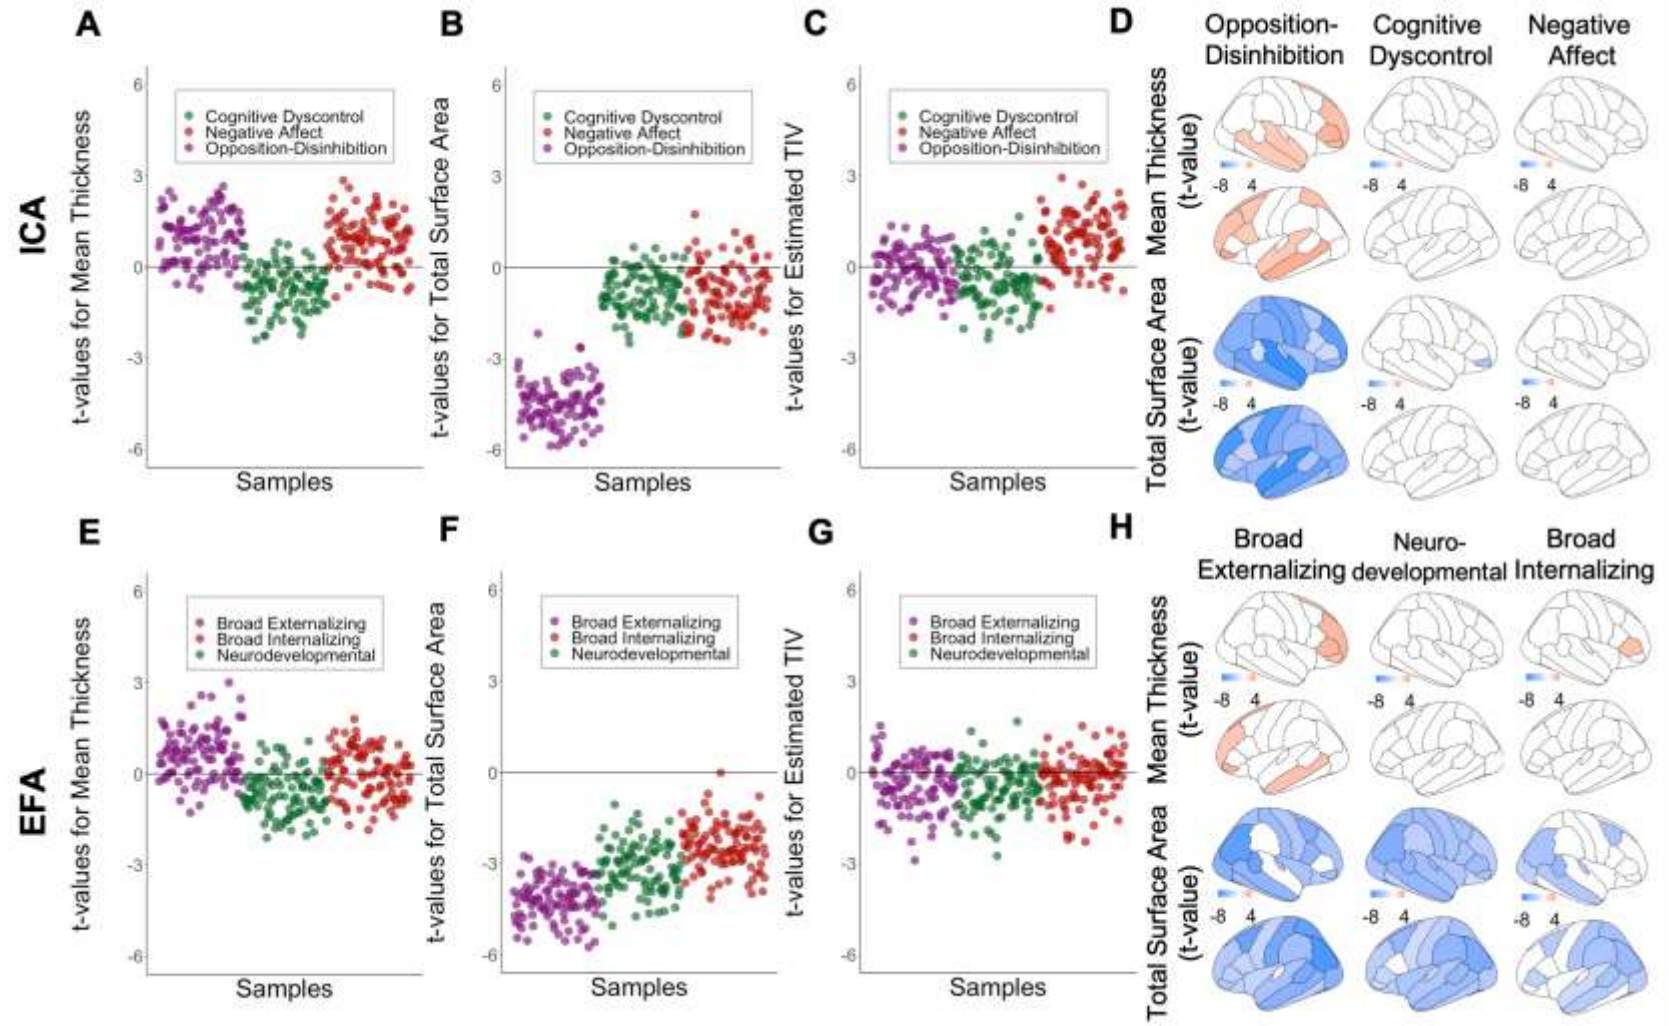 A
B
C
D
ICA
t-values for Mean Thickness
6
3
0
-3
-6
Cognitive Dyscontrol
Negative Affect
Opposition-Disinhibition
Samples
t-values for Total Surface Area
6
3
0
-3
-6
Cognitive Dyscontrol
Negative Affect
Opposition-Disinhibition
Samples
t-values for Estimated TIV
6
3
0
-3
-6
Cognitive Dyscontrol
Negative Affect
Opposition-Disinhibition
Samples
Opposition-
Disinhibition
Cognitive
Dyscontrol
Negative
Affect
Mean Thickness
(t-value)
-8 4
-8 4
-8 4
Total Surface Area
(t-value)
-8 4
-8 4
-8 4
E
F
G
H
EFA
t-values for Mean Thickness
6
3
0
-3
-6
Broad Externalizing
Broad Internalizing
Neurodevelopmental
Samples
t-values for Total Surface Area
6
3
0
-3
-6
Broad Externalizing
Broad Internalizing
Neurodevelopmental
Samples
t-values for Estimated TIV
6
3
0
-3
-6
Broad Externalizing
Broad Internalizing
Neurodevelopmental
Samples
Broad
Externalizing
Neuro-
developmental
Broad
Internalizing
Mean Thickness
(t-value)
-8 4
-8 4
-8 4
Total Surface Area
(t-value)
-8 4
-8 4
-8 4